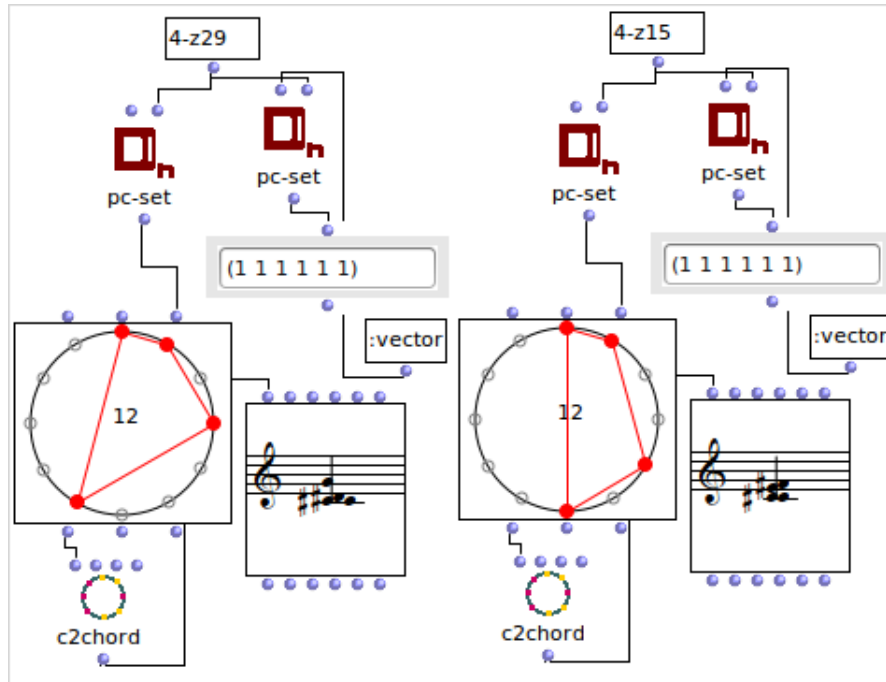 4-z29
pc-set
pc-set
(1 1 1 1 1 1)
:vector
12
c2chord
4-z15
pc-set
pc-set
(1 1 1 1 1 1)
:vector
12
c2chord